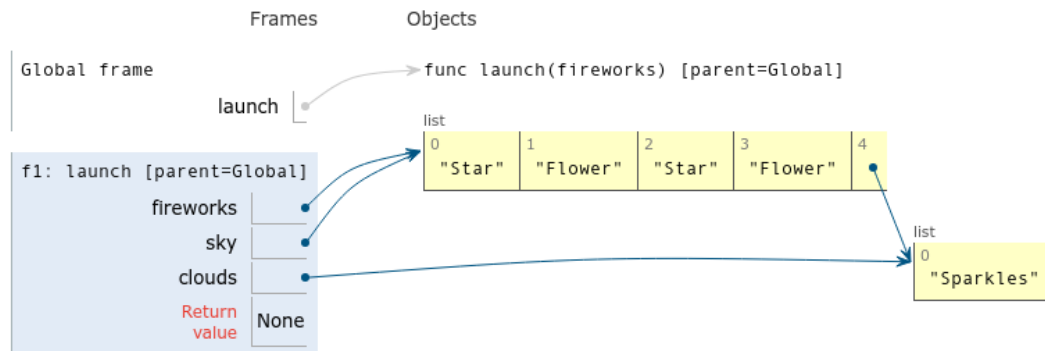 Frames Objects
Global frame func launch(fireworks) [parent=Global]
launch
list
0 1 2 3 4
"Star" "Flower" "Star" "Flower"
f1: launch [parent=Global]
fireworks
sky
list
0
clouds
"Sparkles"
Return
value
None